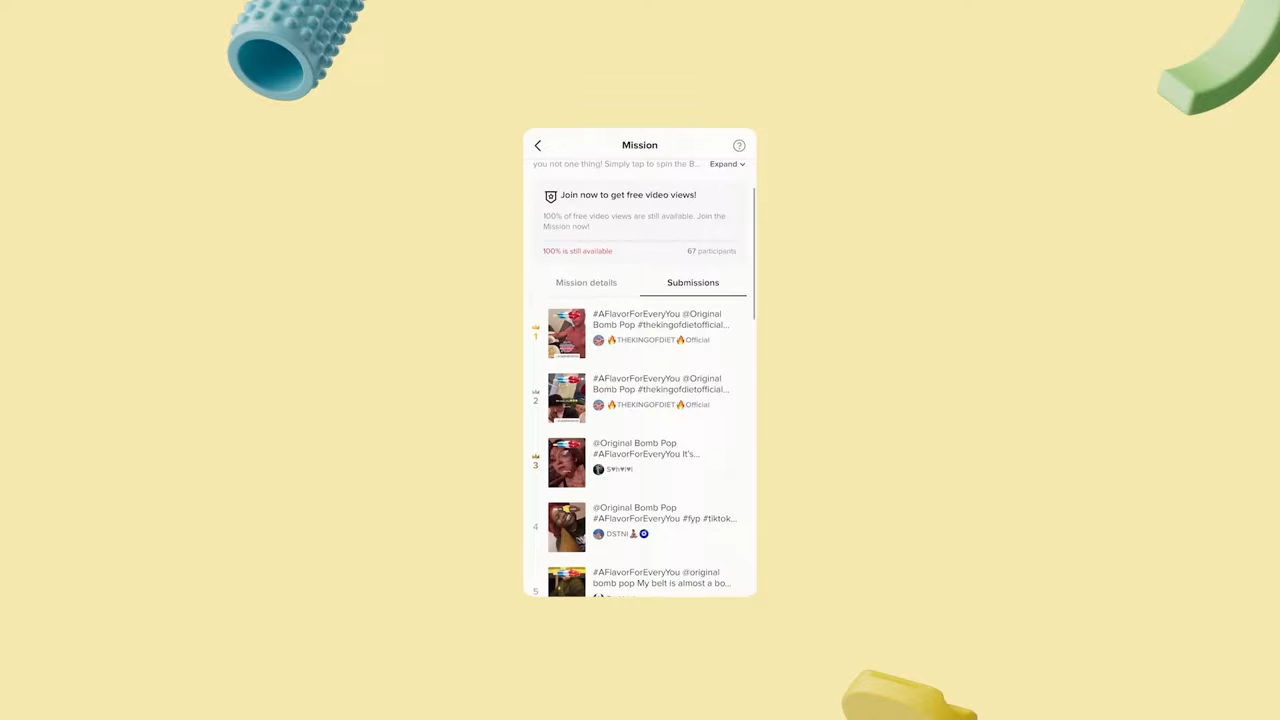 Mission
you not one thing! Simply tap to spin the B... Expand
Join now to get free video views!
100% of free video views are still available. Join the
Mission now!
100% is still available 67 participants
Mission details Submissions
1
#AFlavorForEveryYou @Original
Bomb Pop #thekingofdietofficial...
🔥THEKINGOFDIET🔥Official
2
#AFlavorForEveryYou @Original
Bomb Pop #thekingofdietofficial...
🔥THEKINGOFDIET🔥Official
3
@Original Bomb Pop
#AFlavorForEveryYou It's...
4
@Original Bomb Pop
#AFlavorForEveryYou #fyp #tiktok...
DSTNI
5
#AFlavorForEveryYou @original
bomb pop My belt is almost a bo...